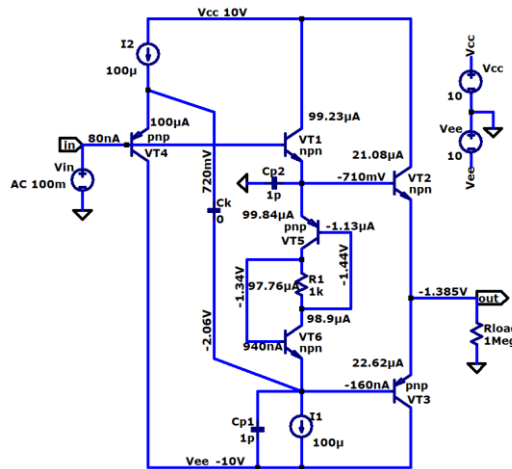 Vcc 10V
I2
100µ
Vcc
Vcc
10
Vee
10
Vee
100µA
99.23µA
in
80nA
pnp
VT4
VT1
npn
21.08µA
Vin
AC 100m
720mV
Cp2
1p
-710mV
VT2
npn
Ck
0
99.84µA
pnp
VT5
-1.13µA
-1.34V
-1.44V
97.76µA
R1
1k
-1.385V
out
98.9µA
940nA
VT6
npn
Rload
1Meg
-2.06V
22.62µA
-160nA
pnp
VT3
Cp1
1p
I1
100µ
Vee -10V